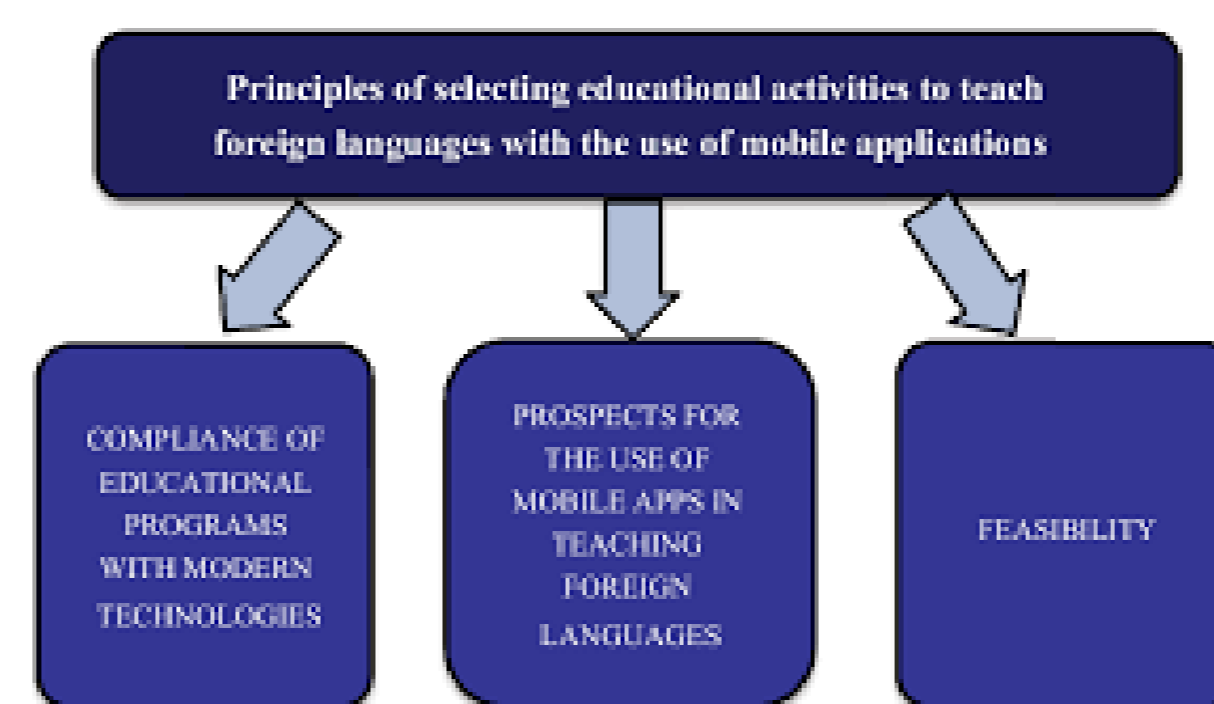 Principles of selecting educational activities to teach
foreign languages with the use of mobile applications
COMPLIANCE OF
EDUCATIONAL
PROGRAMS
WITH MODERN
TECHNOLOGIES
PROSPECTS FOR
THE USE OF
MOBILE APPS IN
TEACHING
FOREIGN
LANGUAGES
FEASIBILITY